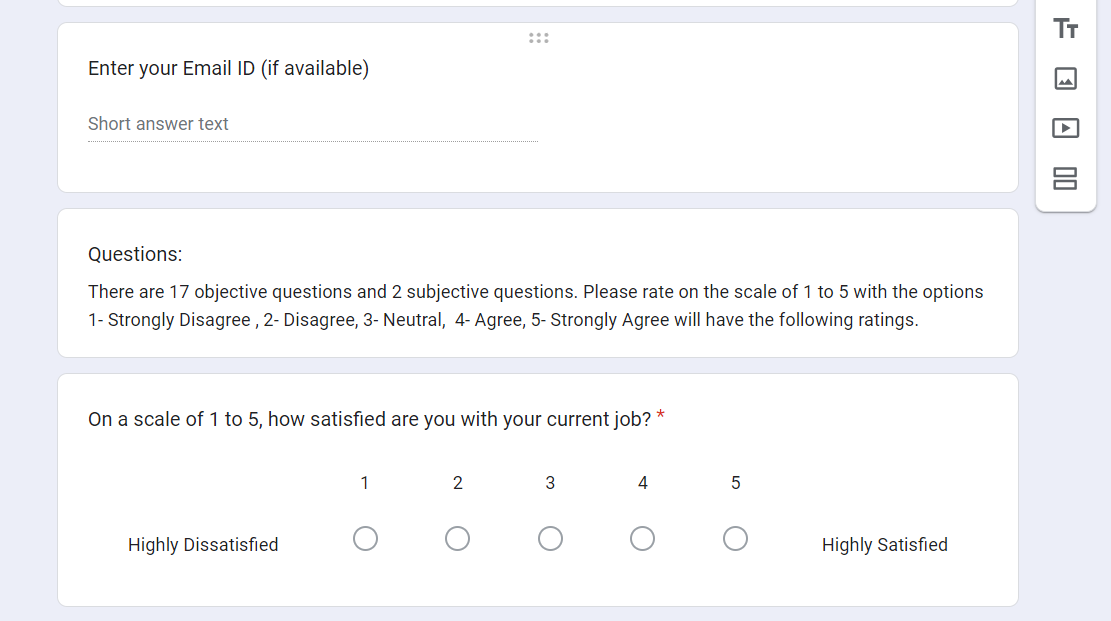 Enter your Email ID (if available)
Short answer text
Questions:
There are 17 objective questions and 2 subjective questions. Please rate on the scale of 1 to 5 with the options
1- Strongly Disagree , 2- Disagree, 3- Neutral,  4- Agree, 5- Strongly Agree will have the following ratings.
On a scale of 1 to 5, how satisfied are you with your current job? *
1 2 3 4 5
Highly Dissatisfied Highly Satisfied